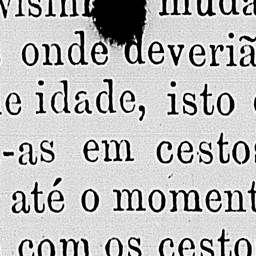 onde deveriã
e idade, isto
-as em cestos
até o moment
com os cesto